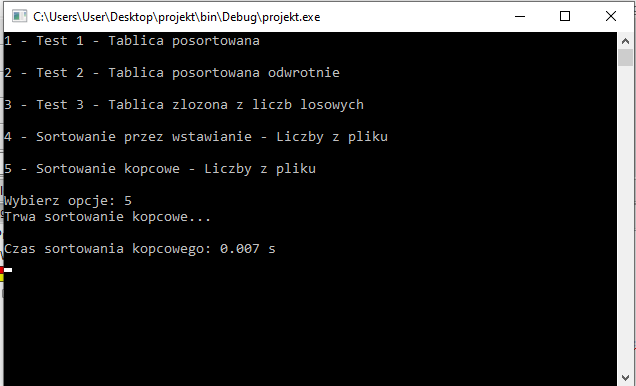 C:\Users\User\Desktop\projekt\bin\Debug\projekt.exe
1 - Test 1 - Tablica posortowana
2 - Test 2 - Tablica posortowana odwrotnie
3 - Test 3 - Tablica zlozona z liczb losowych
4 - Sortowanie przez wstawianie - Liczby z pliku
5 - Sortowanie kopcowe - Liczby z pliku
Wybierz opcje: 5
Trwa sortowanie kopcowe...
Czas sortowania kopcowego: 0.007 s